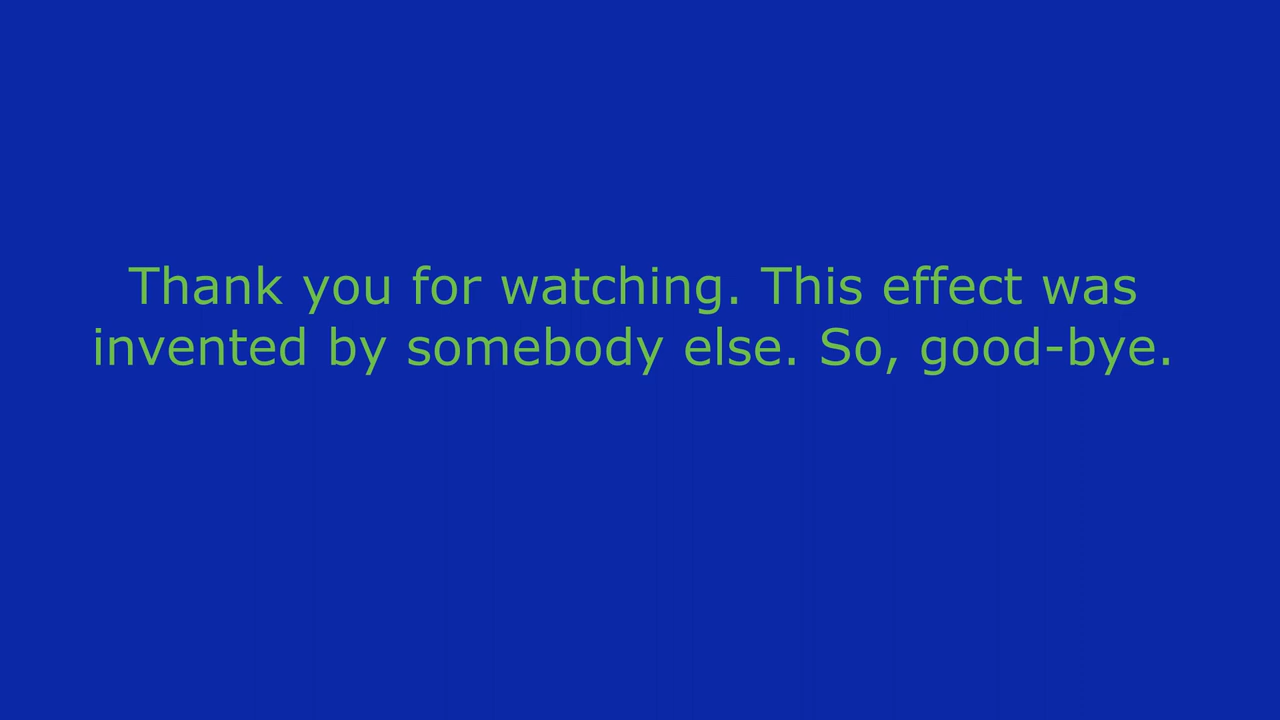 Thank you for watching. This effect was
invented by somebody else. So, good-bye.